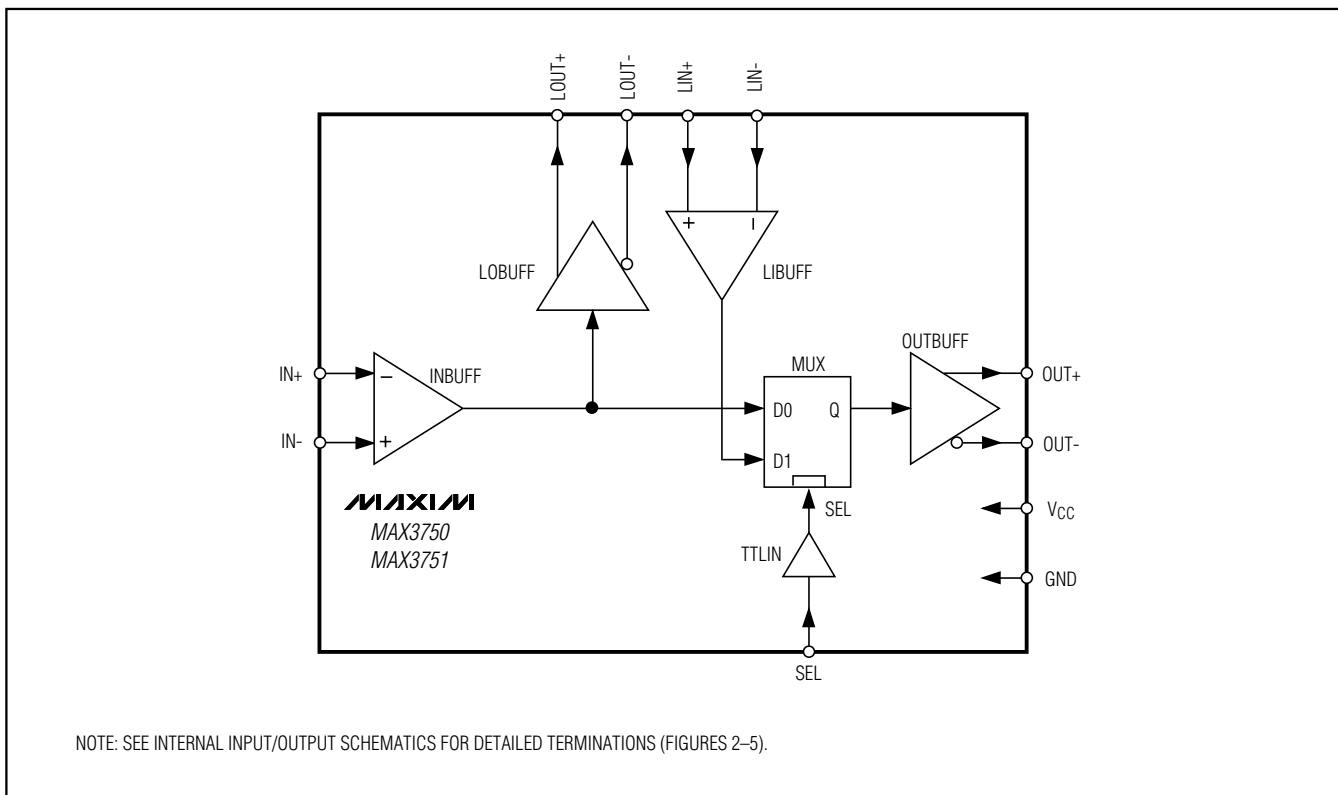 LOUT+
LOUT-
LIN+
LIN-
+ −
LOBUFF
LIBUFF
OUTBUFF
MUX
IN+
−
INBUFF
OUT+
D0 Q
IN-
+
OUT-
D1
MAXIM
SEL
VCC
MAX3750
MAX3751
TTLIN
GND
SEL
NOTE: SEE INTERNAL INPUT/OUTPUT SCHEMATICS FOR DETAILED TERMINATIONS (FIGURES 2–5).